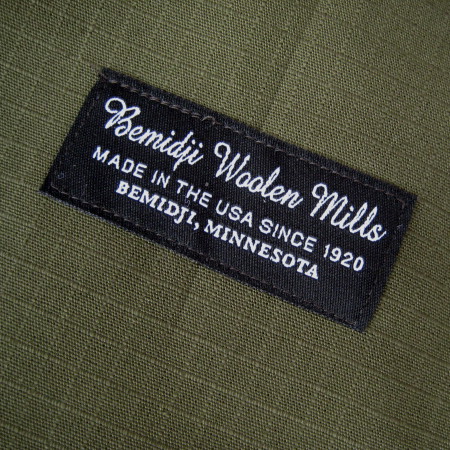 Bemidji Woolen Mills
MADE IN THE USA SINCE 1920
BEMIDJI, MINNESOTA